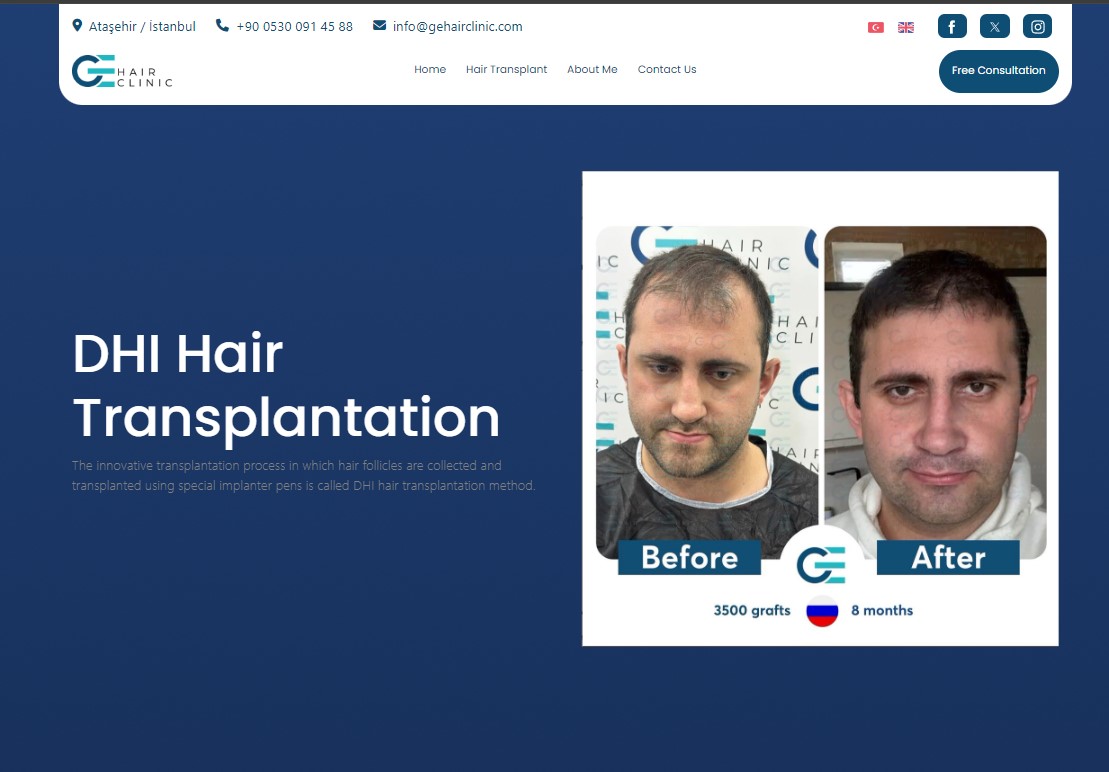 Ataşehir / İstanbul
+90 0530 091 45 88
info@gehairclinic.com
GE HAIR
CLINIC
Home
Hair Transplant
About Me
Contact Us
Free Consultation
DHI Hair
Transplantation
The innovative transplantation process in which hair follicles are collected and
transplanted using special implanter pens is called DHI hair transplantation method.
HAIR
Before
GE
After
3500 grafts
8 months